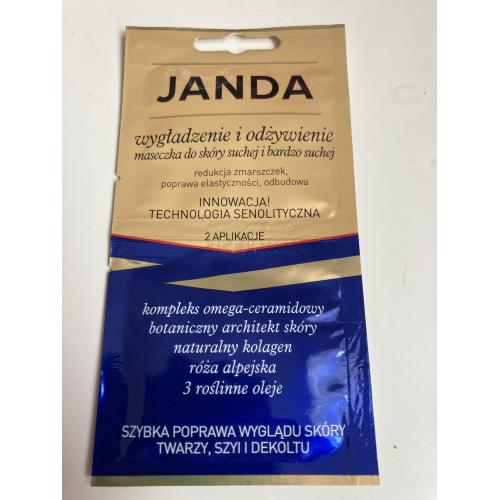 JANDA
wygładzenie i odżywienie
maseczka do skóry suchej i bardzo suchej
redukcja zmarszczek,
poprawa elastyczności, odbudowa
INNOWACJA!
TECHNOLOGIA SENOLITYCZNA
2 APLIKACJE
kompleks omega-ceramidowy
botaniczny architekt skóry
naturalny kolagen
róża alpejska
3 roślinne oleje
SZYBKA POPRAWA WYGLĄDU SKÓRY
TWARZY, SZYI I DEKOLTU